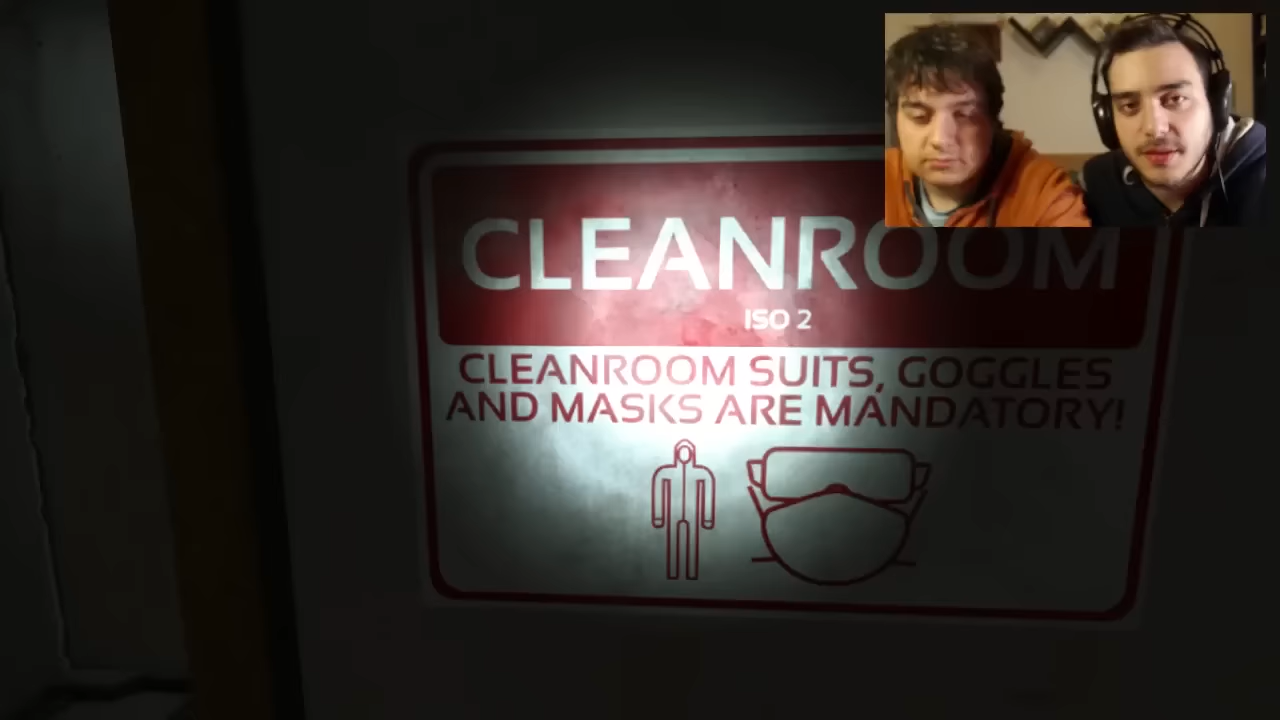 CLEANROOM
ISO 2
CLEANROOM SUITS, GOGGLES
AND MASKS ARE MANDATORY!